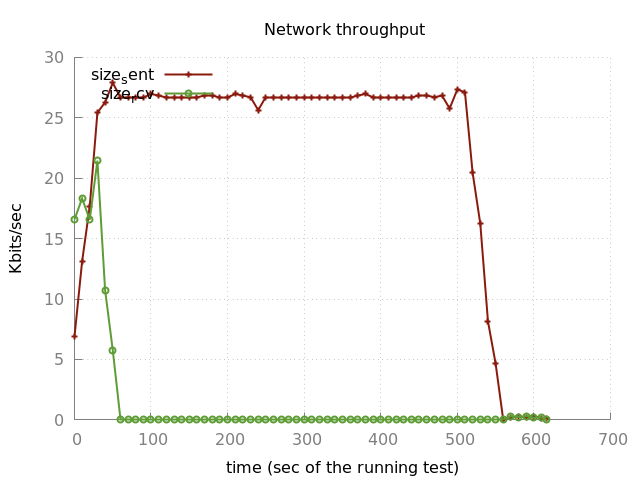 Network throughput
size_sent
size_rcv
30
25
20
15
10
5
0
Kbits/sec
0 100 200 300 400 500 600 700
time (sec of the running test)